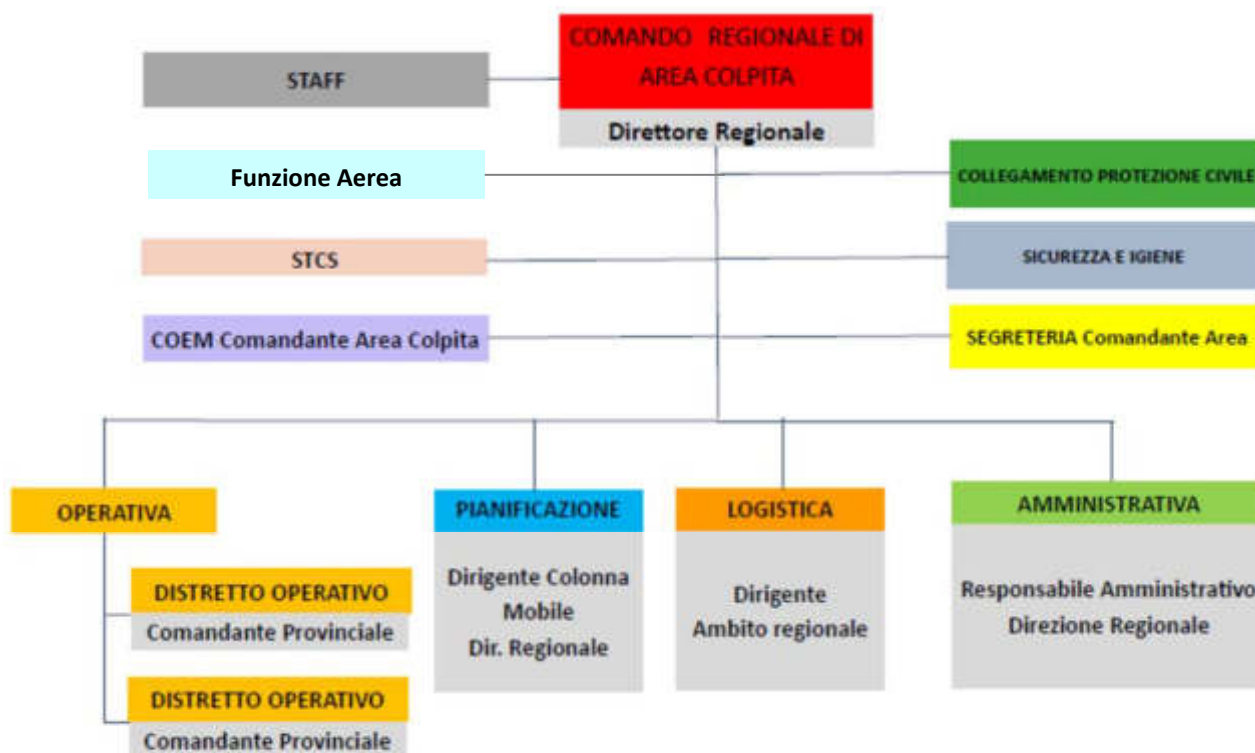 COMANDO REGIONALE DI
AREA COLPITA
Direttore Regionale
STAFF
Funzione Aerea
COLLEGAMENTO PROTEZIONE CIVILE
STCS
SICUREZZA E IGIENE
COEM Comandante Area Colpita
SEGRETERIA Comandante Area
OPERATIVA
DISTRETTO OPERATIVO
Comandante Provinciale
DISTRETTO OPERATIVO
Comandante Provinciale
PIANIFICAZIONE
Dirigente Colonna
Mobile
Dir. Regionale
LOGISTICA
Dirigente
Ambito regionale
AMMINISTRATIVA
Responsabile Amministrativo
Direzione Regionale